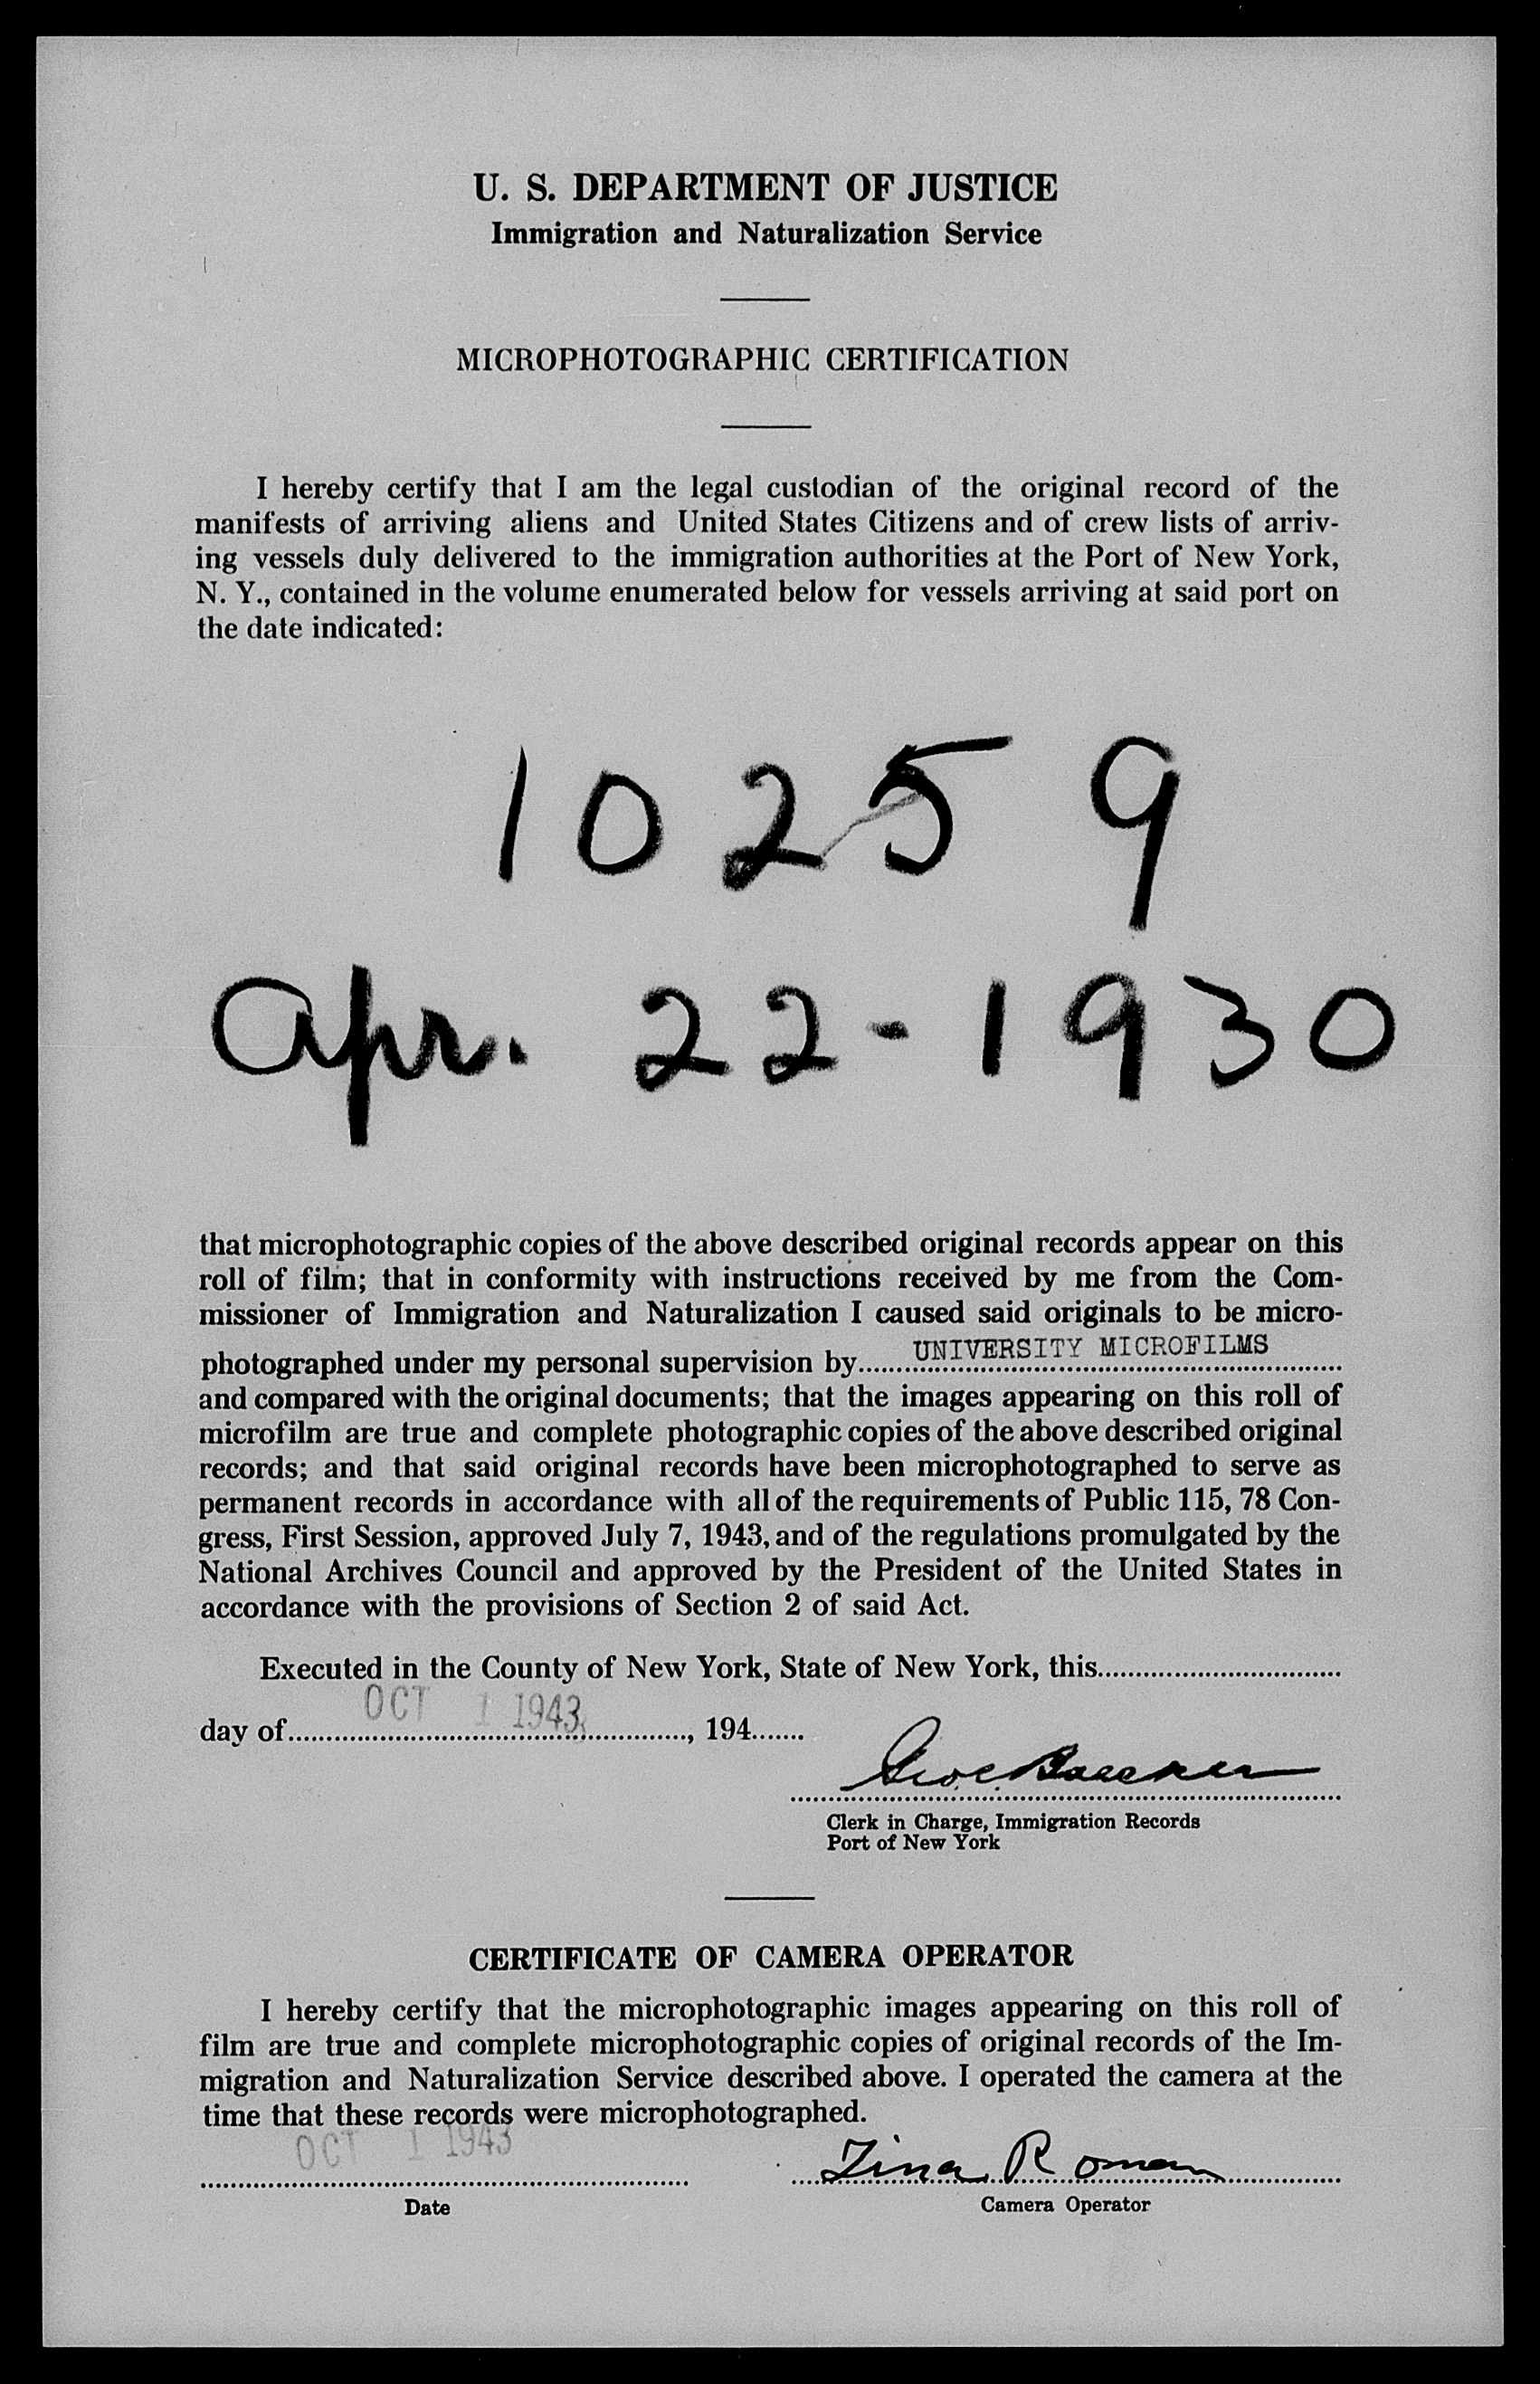 U. S. DEPARTMENT OF JUSTICE
Immigration and Naturalization Service
MICROPHOTOGRAPHIC CERTIFICATION
I hereby certify that I am the legal custodian of the original record of the
manifests of arriving aliens and United States Citizens and of crew lists of arriv-
ing vessels duly delivered to the immigration authorities at the Port of New York,
N. Y., contained in the volume enumerated below for vessels arriving at said port on
the date indicated:
10259
Apr. 22-1930
that microphotographic copies of the above described original records appear on this
roll of film; that in conformity with instructions received by me from the Com-
missioner of Immigration and Naturalization I caused said originals to be micro-
photographed under my personal supervision by UNIVERSITY MICROFILMS
and compared with the original documents; that the images appearing on this roll of
microfilm are true and complete photographic copies of the above described original
records; and that said original records have been microphotographed to serve as
permanent records in accordance with all of the requirements of Public 115, 78 Con-
gress, First Session, approved July 7, 1943, and of the regulations promulgated by the
National Archives Council and approved by the President of the United States in
accordance with the provisions of Section 2 of said Act.
Executed in the County of New York, State of New York, this
day of OCT 1 1943, 194
Clerk in Charge, Immigration Records
Port of New York
CERTIFICATE OF CAMERA OPERATOR
I hereby certify that the microphotographic images appearing on this roll of
film are true and complete microphotographic copies of original records of the Im-
migration and Naturalization Service described above. I operated the camera at the
time that these records were microphotographed.
OCT 1 1943 Tina Roman
Date Camera Operator